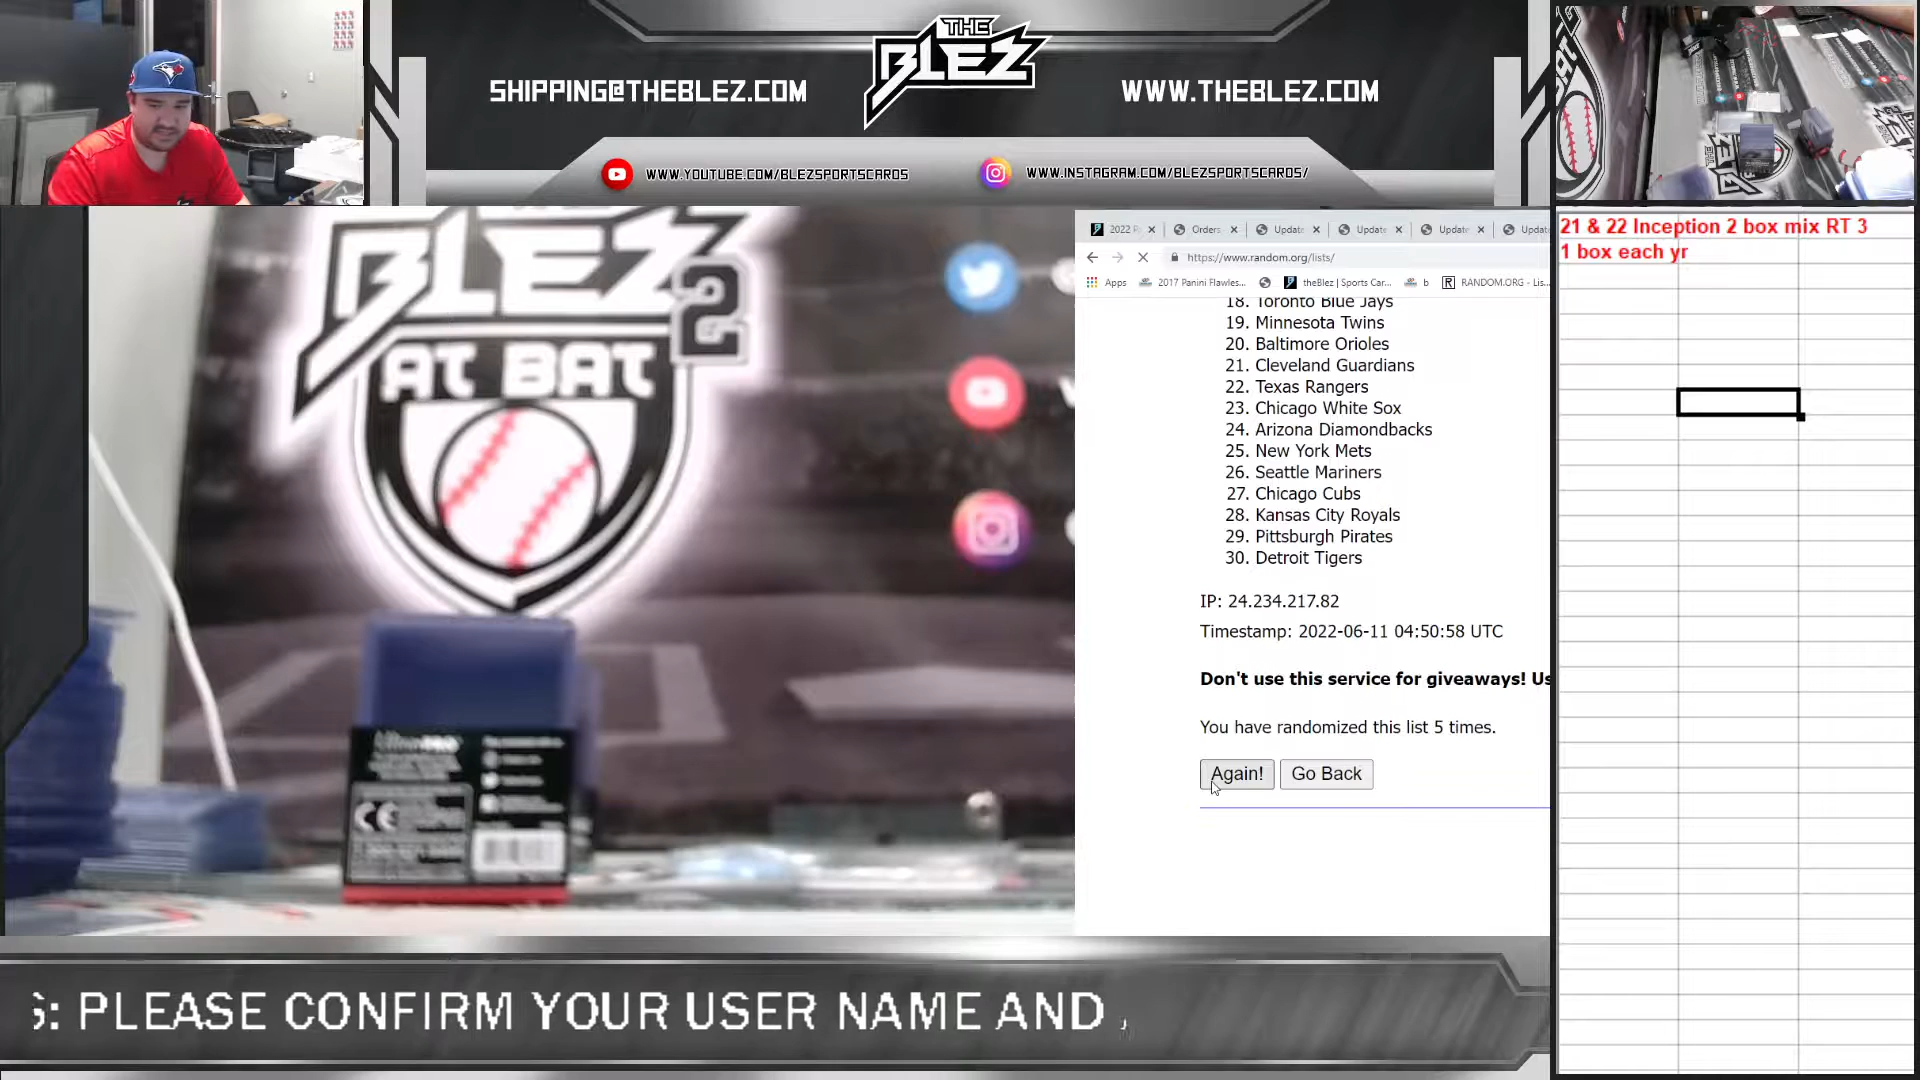 THE
BLEZ
SHIPPING@THEBLEZ.COM
WWW.THEBLEZ.COM
WWW.YOUTUBE.COM/BLEZSPORTSCARDS
WWW.INSTAGRAM.COM/BLEZSPORTSCARDS/
BLEZ
2
AT BAT
2022
Orders
Update
Update
Update
https://www.random.org/lists/
Apps
2017 Panini Flawles...
theBlez | Sports Car...
b
RANDOM.ORG - Lis...
18. Toronto Blue Jays
19. Minnesota Twins
20. Baltimore Orioles
21. Cleveland Guardians
22. Texas Rangers
23. Chicago White Sox
24. Arizona Diamondbacks
25. New York Mets
26. Seattle Mariners
27. Chicago Cubs
28. Kansas City Royals
29. Pittsburgh Pirates
30. Detroit Tigers
IP: 24.234.217.82
Timestamp: 2022-06-11 04:50:58 UTC
Don't use this service for giveaways! Us
You have randomized this list 5 times.
Again!
Go Back
21 & 22 Inception 2 box mix RT 3
1 box each yr
: PLEASE CONFIRM YOUR USER NAME AND